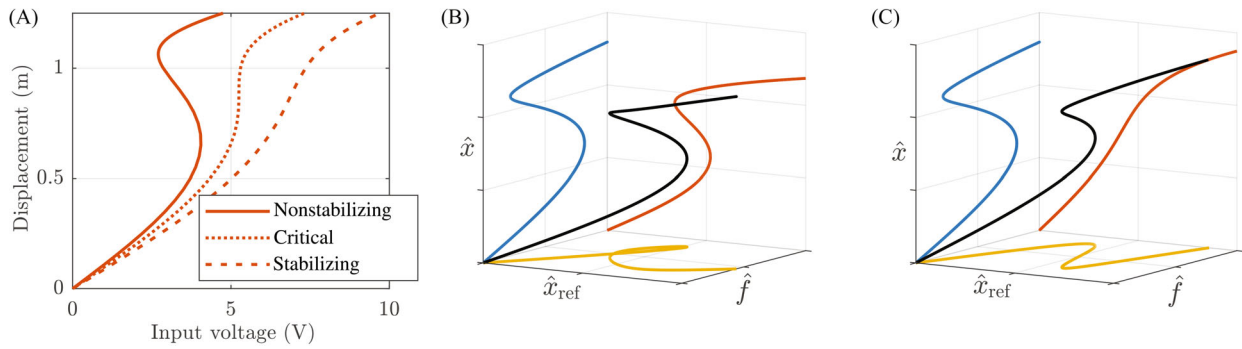 (A)
Displacement (m)
1
0.5
0
0 5 10
Input voltage (V)
Nonstabilizing
Critical
Stabilizing
(B)
x̂
x̂ref
f̂
(C)
x̂
x̂ref
f̂